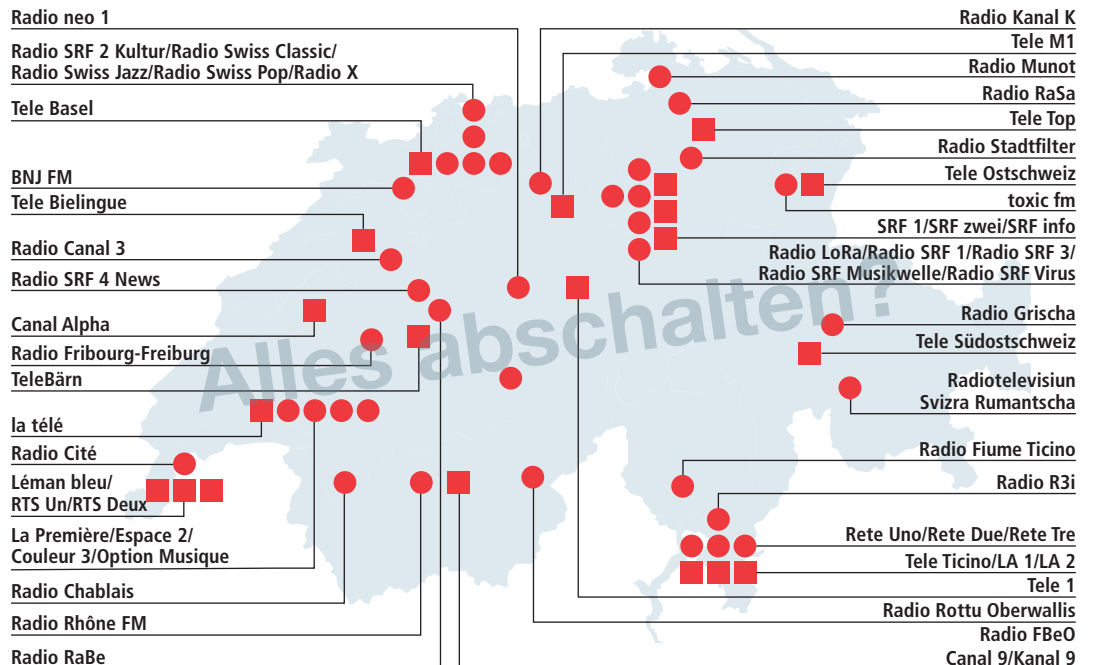 Radio neo 1
Radio SRF 2 Kultur/Radio Swiss Classic/
Radio Swiss Jazz/Radio Swiss Pop/Radio X
Tele Basel
BNJ FM
Tele Bielingue
Radio Canal 3
Radio SRF 4 News
Canal Alpha
Radio Fribourg-Freiburg
TeleBärn
la télé
Radio Cité
Léman bleu/
RTS Un/RTS Deux
La Première/Espace 2/
Couleur 3/Option Musique
Radio Chablais
Radio Rhône FM
Radio RaBe
Alles abschalten?
Radio Kanal K
Tele M1
Radio Munot
Radio RaSa
Tele Top
Radio Stadtfilter
Tele Ostschweiz
toxic fm
SRF 1/SRF zwei/SRF info
Radio LoRa/Radio SRF 1/Radio SRF 3/
Radio SRF Musikwelle/Radio SRF Virus
Radio Grischa
Tele Südostschweiz
Radiotelevisiun
Svizra Rumantscha
Radio Fiume Ticino
Radio R3i
Rete Uno/Rete Due/Rete Tre
Tele Ticino/LA 1/LA 2
Tele 1
Radio Rottu Oberwallis
Radio FBeO
Canal 9/Kanal 9